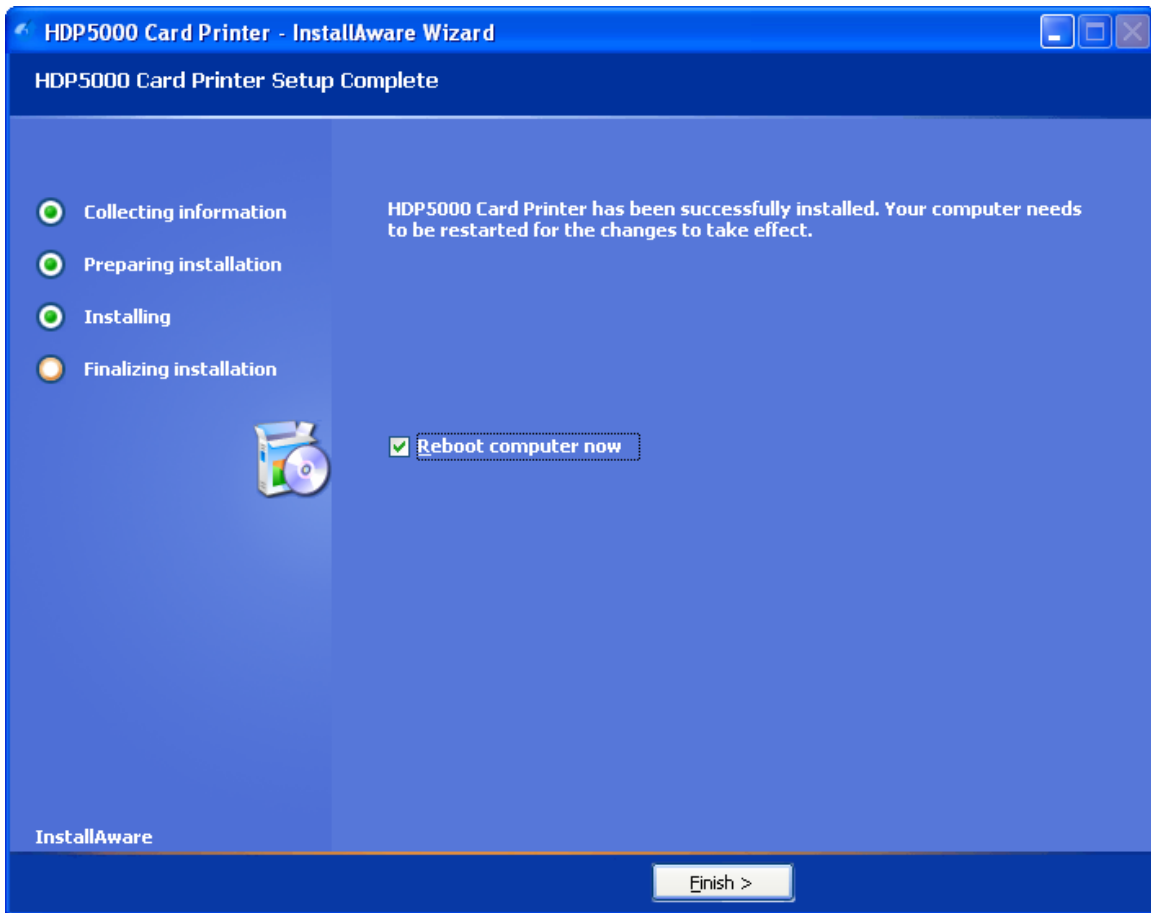 HDP5000 Card Printer - InstallAware Wizard
HDP5000 Card Printer Setup Complete
Collecting information
Preparing installation
Installing
Finalizing installation
HDP5000 Card Printer has been successfully installed. Your computer needs
to be restarted for the changes to take effect.
Reboot computer now
InstallAware
Finish >